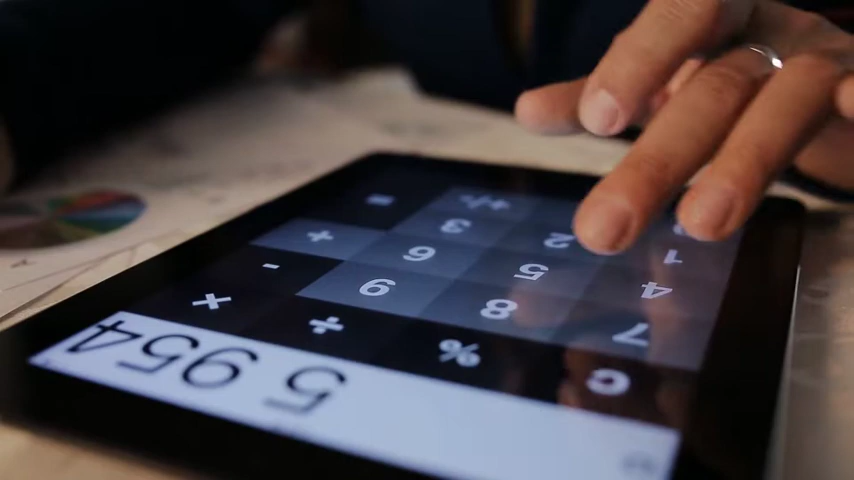 5 954
C % ÷ ×
7 8 9 -
4 5 6 +
1 2 3 =
+/-